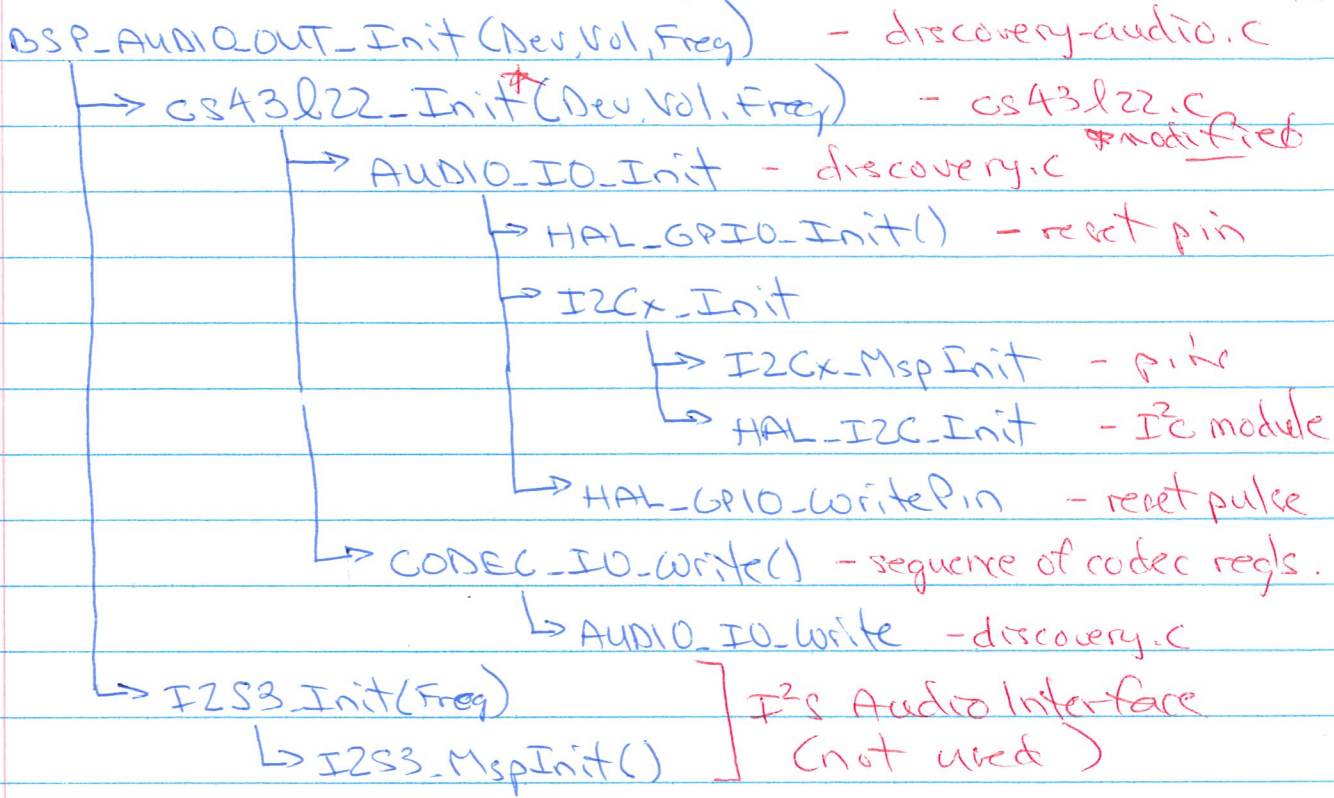 BSP_AUDIO_OUT_Init(Dev,Vol,Freq) - discovery-audio.c
cs43l22_Init*(Dev,Vol,Freq) - cs43l22.c
*modified
AUDIO_IO_Init - discovery.c
HAL_GPIO_Init() - reset pin
I2Cx_Init
I2Cx_MspInit - pins
HAL_I2C_Init - I²C module
HAL_GPIO_WritePin - reset pulse
CODEC_IO_Write() - sequence of codec regs.
AUDIO_IO_Write - discovery.c
I2S3_Init(Freq) ] I²S Audio Interface
I2S3_MspInit() (not used)